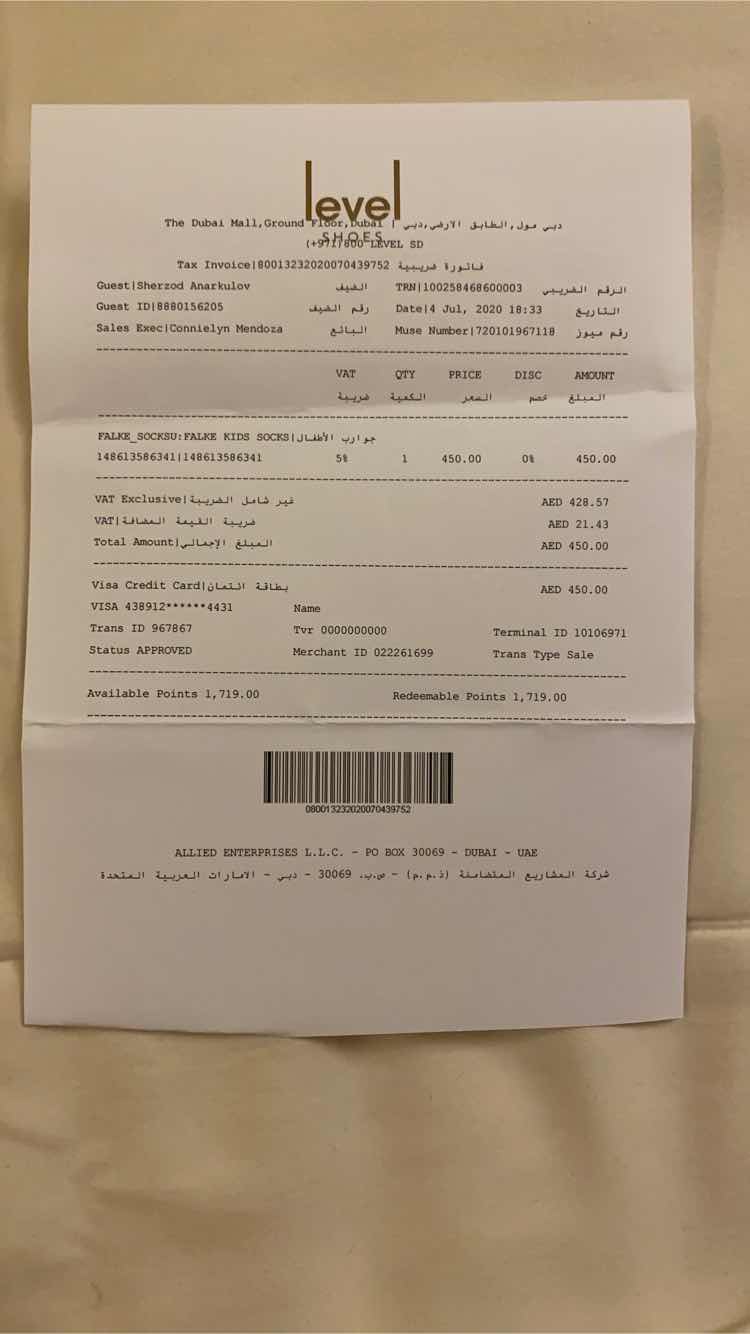 level
SHOES
The Dubai Mall,Ground Floor,Dubai | دبي مول,الطابق الارضي,دبي
(+971)800 LEVEL SD
Tax Invoice|80013232020070439752 فاتورة ضريبية
Guest|Sherzod Anarkulov الضيف TRN|100258468600003 الرقم الضريبي
Guest ID|8880156205 رقم الضيف Date|4 Jul, 2020 18:33 التاريخ
Sales Exec|Connielyn Mendoza البائع Muse Number|720101967118 رقم ميوز
VAT QTY PRICE DISC AMOUNT
ضريبة الكمية السعر خصم المبلغ
FALKE_SOCKSU:FALKE KIDS SOCKS|جوارب الأطفال
148613586341|148613586341 5% 1 450.00 0% 450.00
VAT Exclusive|غير شامل الضريبة AED 428.57
VAT|ضريبة القيمة المضافة AED 21.43
Total Amount|المبلغ الإجمالي AED 450.00
Visa Credit Card|بطاقة ائتمان AED 450.00
VISA 438912******4431 Name
Trans ID 967867 Tvr 0000000000 Terminal ID 10106971
Status APPROVED Merchant ID 022261699 Trans Type Sale
Available Points 1,719.00 Redeemable Points 1,719.00
080013232020070439752
ALLIED ENTERPRISES L.L.C. - PO BOX 30069 - DUBAI - UAE
شركة المشاريع المتضامنة (ذ.م.م) - ص.ب. 30069 - دبي - الامارات العربية المتحدة